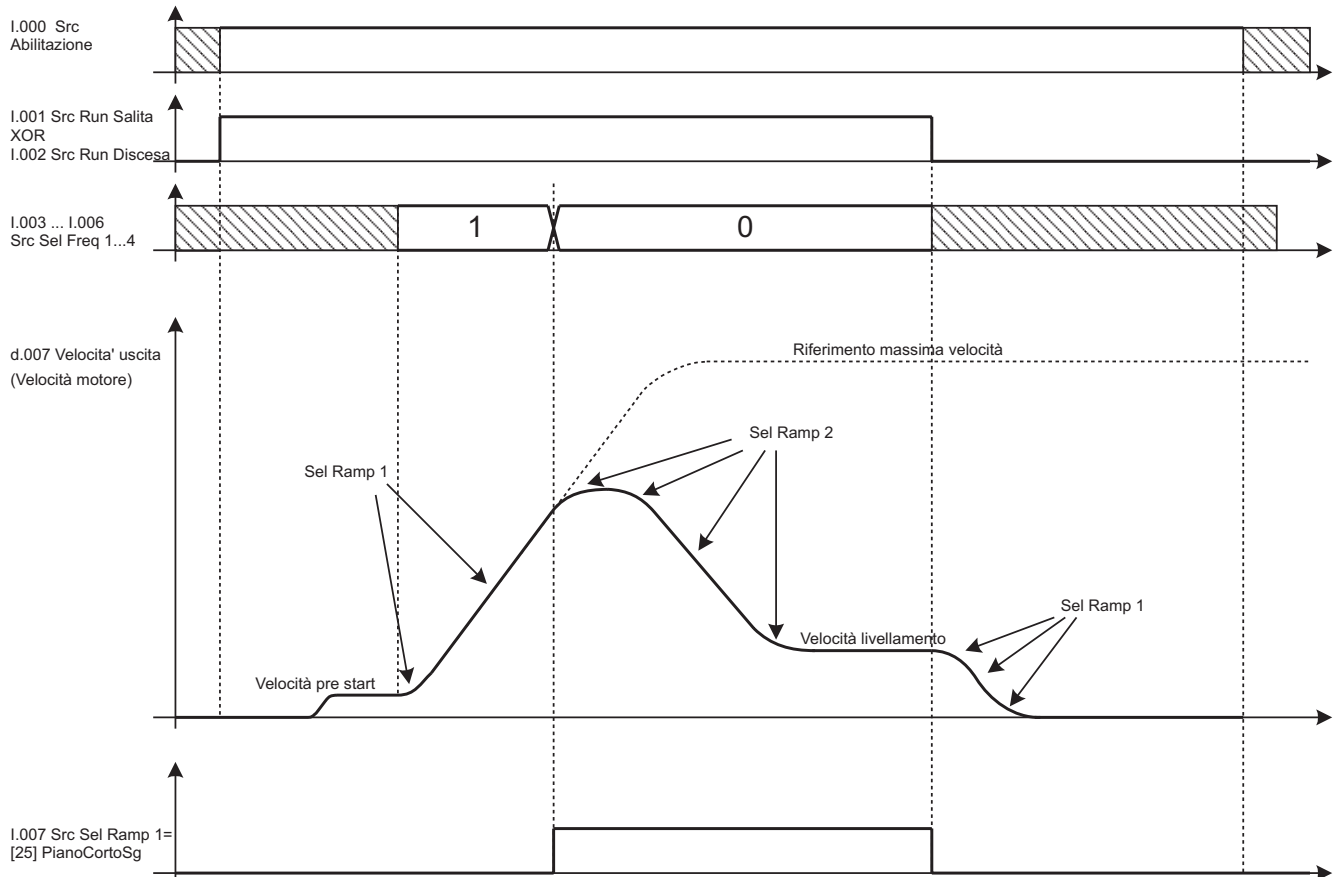 I.000 Src
Abilitazione
I.001 Src Run Salita
XOR
I.002 Src Run Discesa
I.003 ... I.006
Src Sel Freq 1...4
1
0
d.007 Velocita' uscita
(Velocità motore)
Riferimento massima velocità
Sel Ramp 2
Sel Ramp 1
Sel Ramp 1
Velocità livellamento
Velocità pre start
I.007 Src Sel Ramp 1=
[25] PianoCortoSg